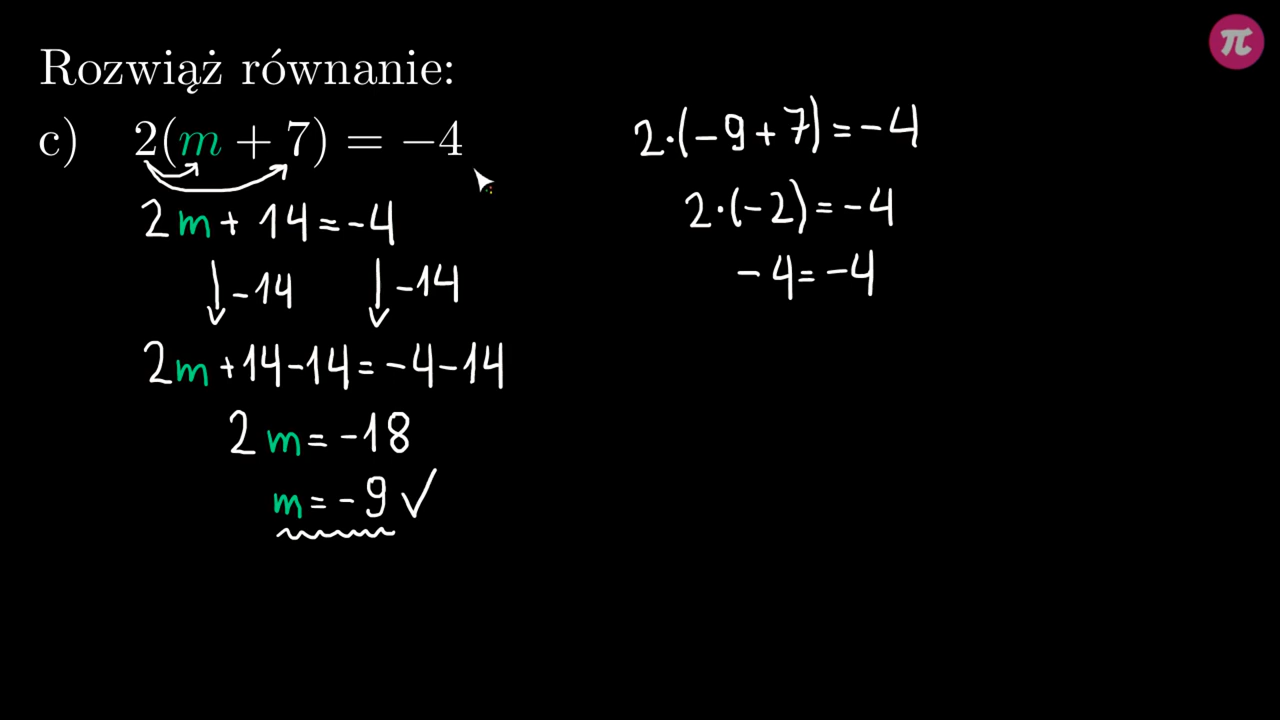 Rozwiąż równanie:
c) 2(m + 7) = −4
2m + 14 = -4
-14 -14
2m + 14 - 14 = -4 - 14
2m = -18
m = -9 ✓
2·(-9 + 7) = -4
2·(-2) = -4
-4 = -4
π